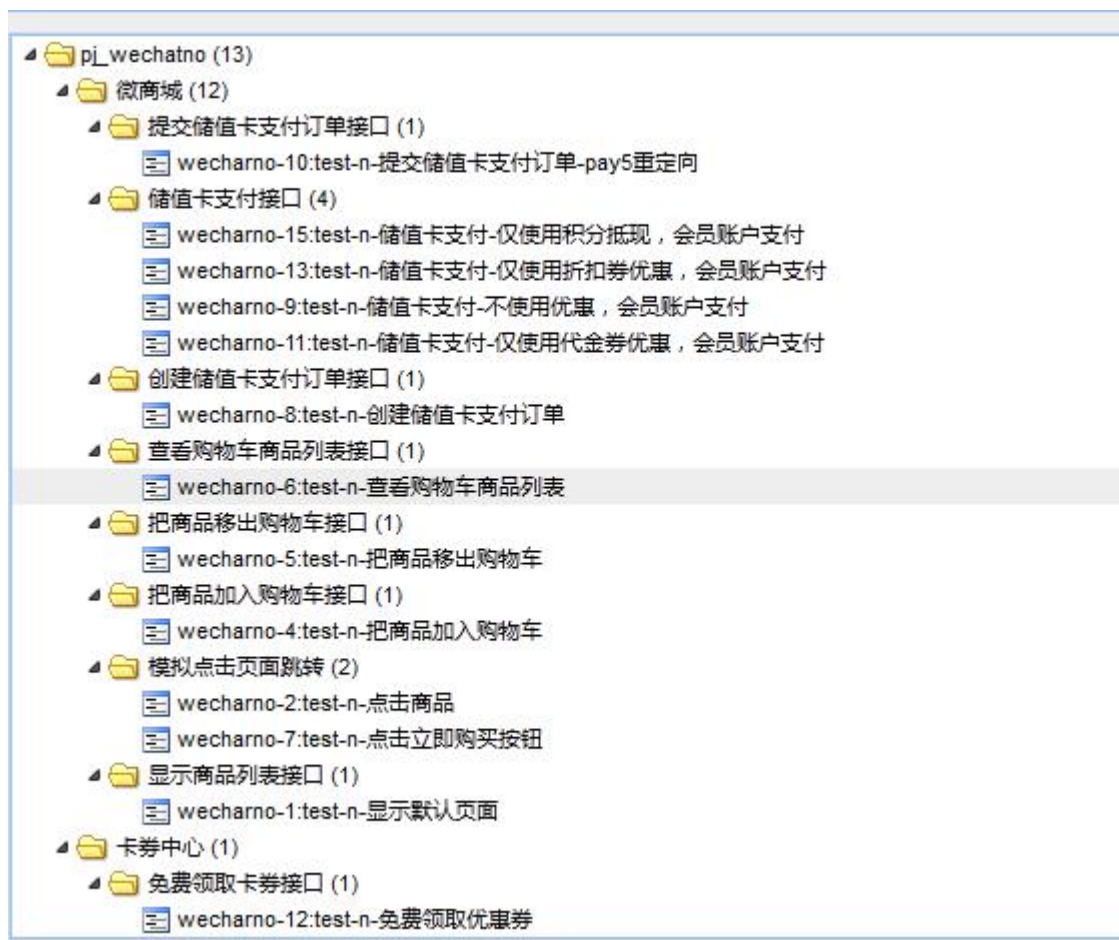 pj_wechatno (13)
微商城 (12)
提交储值卡支付订单接口 (1)
wecharno-10:test-n-提交储值卡支付订单-pay5重定向
储值卡支付接口 (4)
wecharno-15:test-n-储值卡支付-仅使用积分抵现，会员账户支付
wecharno-13:test-n-储值卡支付-仅使用折扣券优惠，会员账户支付
wecharno-9:test-n-储值卡支付-不使用优惠，会员账户支付
wecharno-11:test-n-储值卡支付-仅使用代金券优惠，会员账户支付
创建储值卡支付订单接口 (1)
wecharno-8:test-n-创建储值卡支付订单
查看购物车商品列表接口 (1)
wecharno-6:test-n-查看购物车商品列表
把商品移出购物车接口 (1)
wecharno-5:test-n-把商品移出购物车
把商品加入购物车接口 (1)
wecharno-4:test-n-把商品加入购物车
模拟点击页面跳转 (2)
wecharno-2:test-n-点击商品
wecharno-7:test-n-点击立即购买按钮
显示商品列表接口 (1)
wecharno-1:test-n-显示默认页面
卡券中心 (1)
免费领取卡券接口 (1)
wecharno-12:test-n-免费领取优惠券